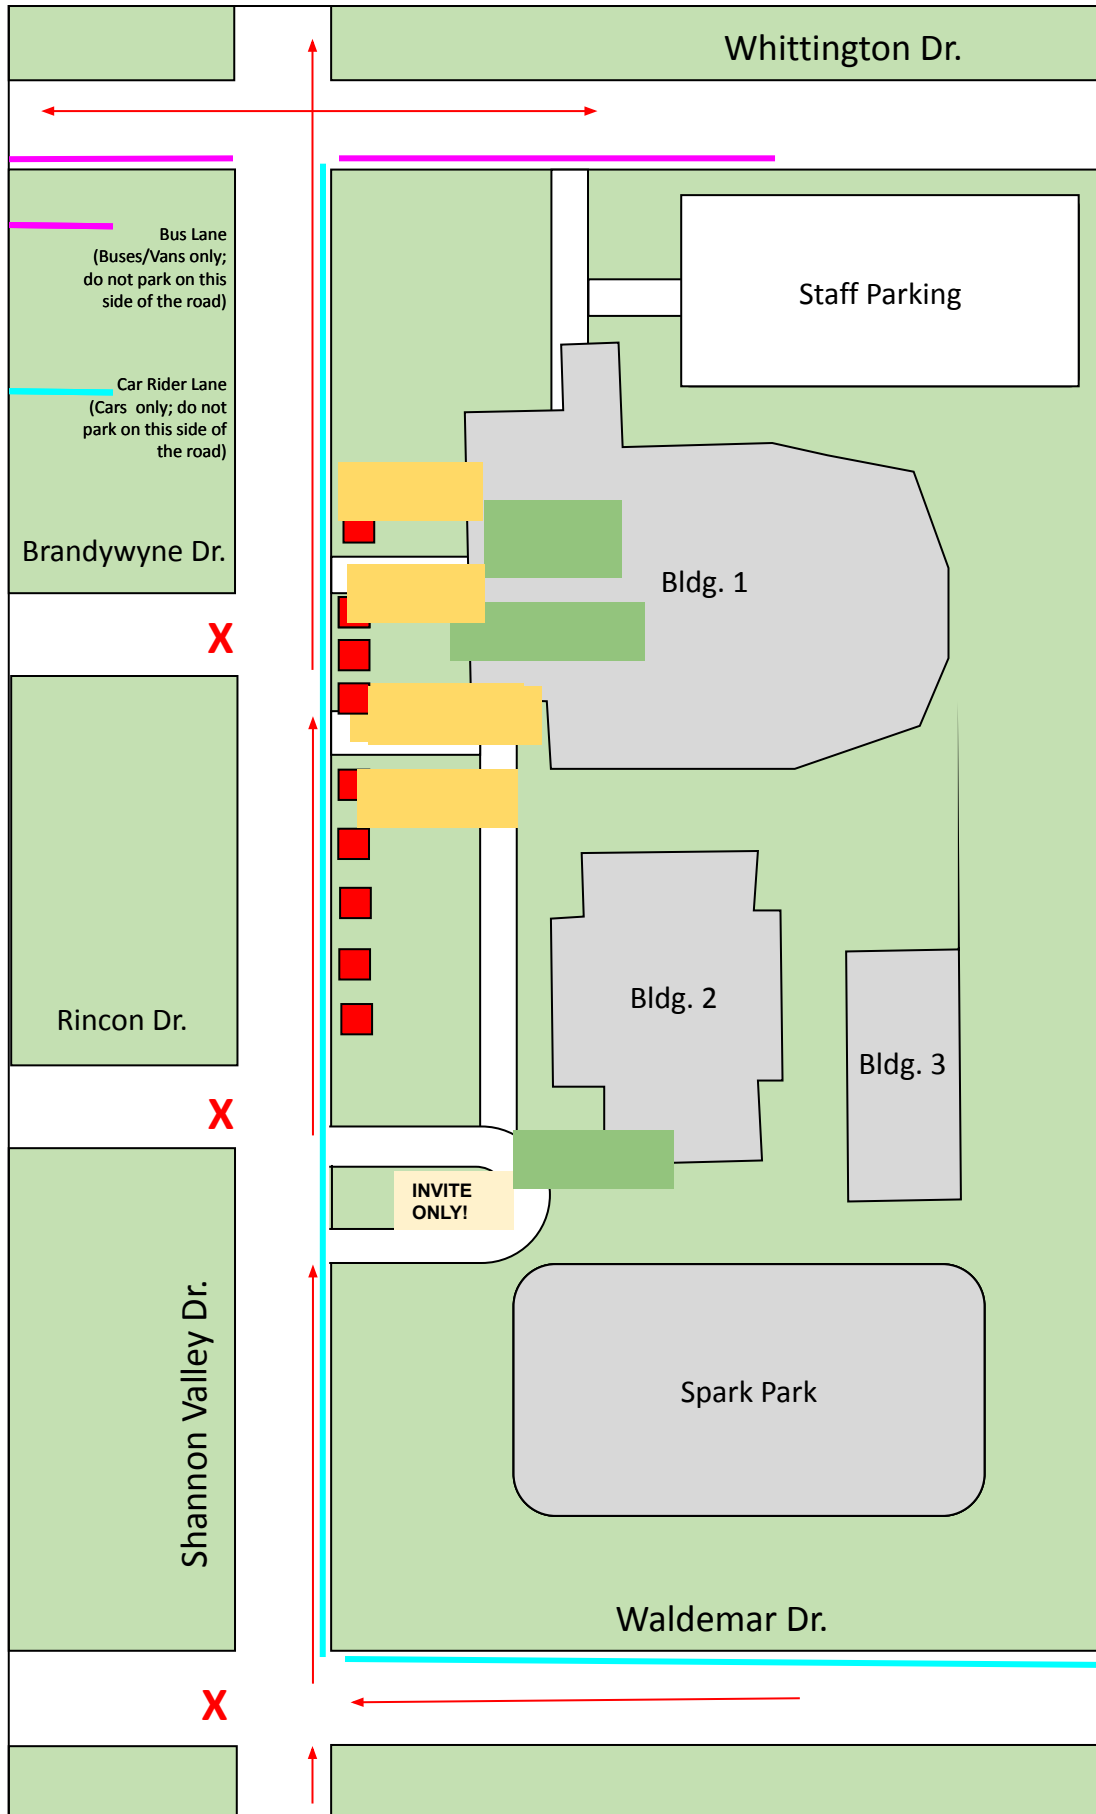 Whittington Dr.
Bus Lane
(Buses/Vans only;
do not park on this
side of the road)
Staff Parking
Car Rider Lane
(Cars only; do not
park on this side of
the road)
Brandywyne Dr.
Bldg. 1
X
Bldg. 2
Rincon Dr.
Bldg. 3
X
INVITE
ONLY!
Shannon Valley Dr.
Spark Park
Waldemar Dr.
X